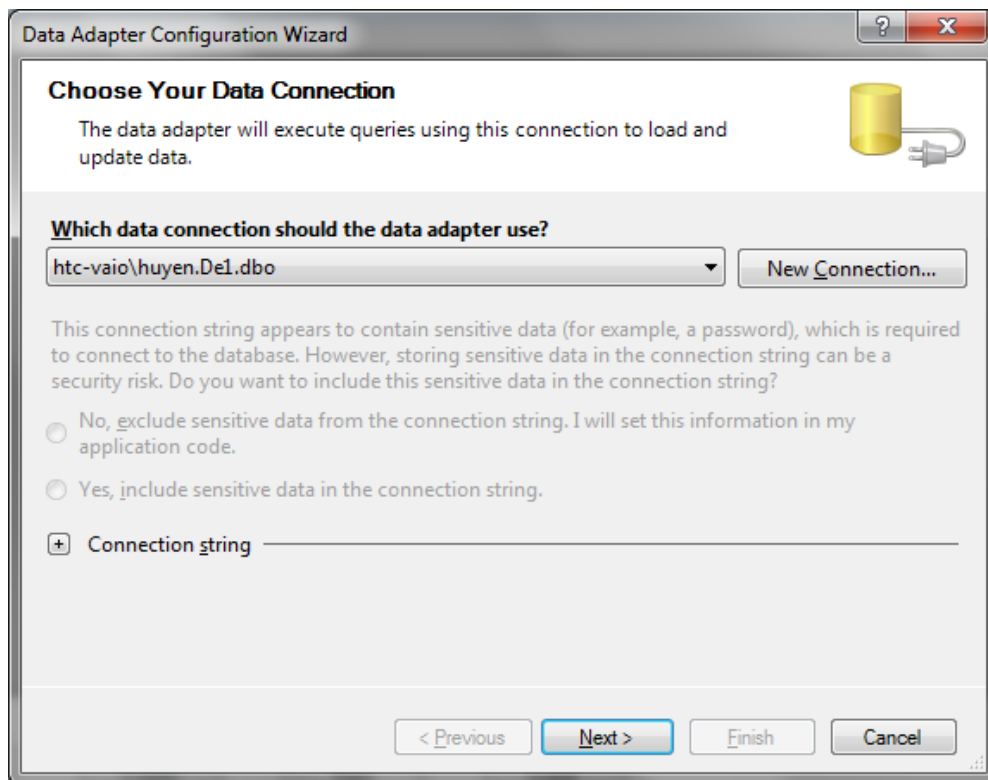 Data Adapter Configuration Wizard
?
Choose Your Data Connection
The data adapter will execute queries using this connection to load and
update data.
Which data connection should the data adapter use?
htc-vaio\huyen.De1.dbo
New Connection...
This connection string appears to contain sensitive data (for example, a password), which is required
to connect to the database. However, storing sensitive data in the connection string can be a
security risk. Do you want to include this sensitive data in the connection string?
No, exclude sensitive data from the connection string. I will set this information in my
application code.
Yes, include sensitive data in the connection string.
+ Connection string
< Previous Next > Finish Cancel